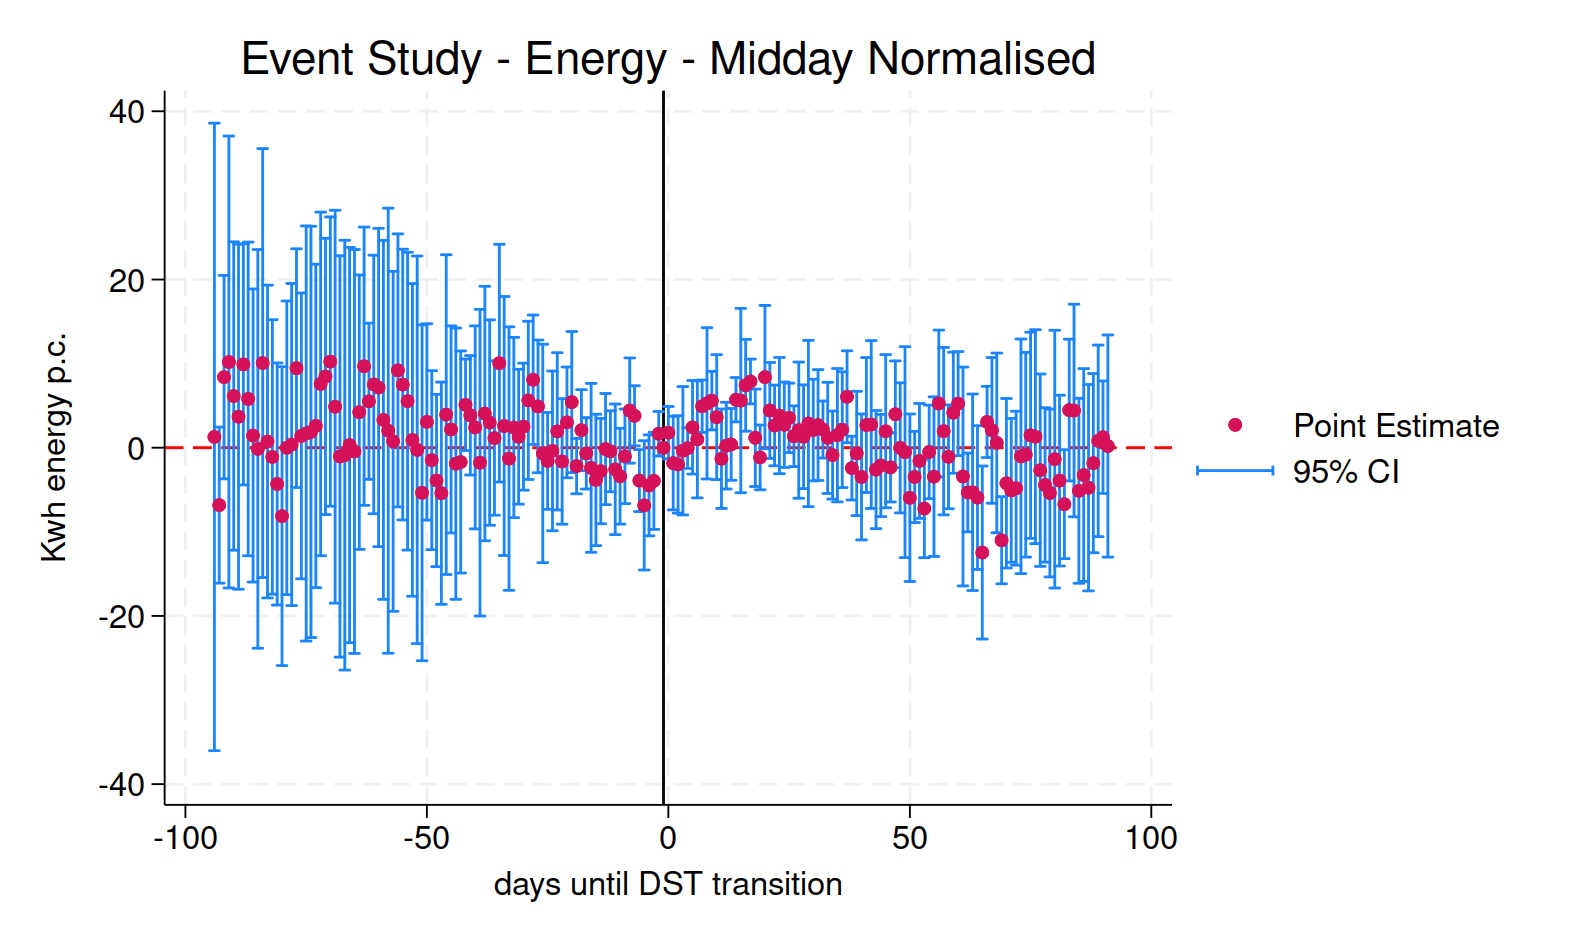 Event Study - Energy - Midday Normalised
Kwh energy p.c.
40
20
0
-20
-40
-100
-50
0
50
100
days until DST transition
Point Estimate
95% CI